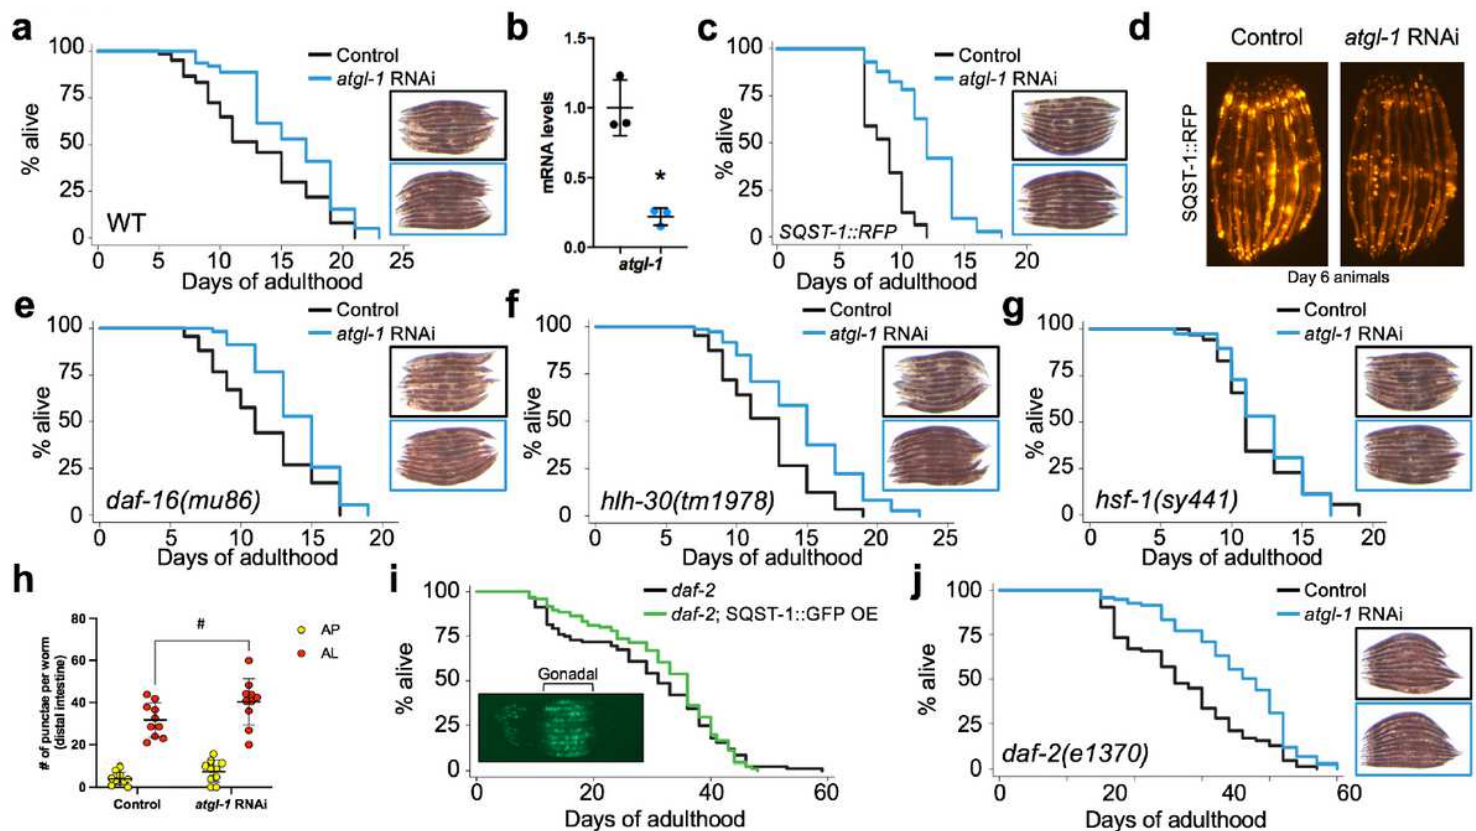 a
Control
atgl-1 RNAi
% alive
100
75
50
25
0
WT
0 5 10 15 20 25
Days of adulthood
b
mRNA levels
1.5
1.0
0.5
0.0
*
atgl-1
c
Control
atgl-1 RNAi
% alive
100
75
50
25
0
SQST-1::RFP
0 5 10 15 20
Days of adulthood
d
Control atgl-1 RNAi
SQST-1::RFP
Day 6 animals
e
Control
atgl-1 RNAi
% alive
100
75
50
25
0
daf-16(mu86)
0 5 10 15 20
Days of adulthood
f
Control
atgl-1 RNAi
% alive
100
75
50
25
0
hlh-30(tm1978)
0 5 10 15 20 25
Days of adulthood
g
Control
atgl-1 RNAi
% alive
100
75
50
25
0
hsf-1(sy441)
0 5 10 15 20
Days of adulthood
h
# of punctae per worm
(distal intestine)
80
60
40
20
0
#
AP
AL
Control atgl-1 RNAi
i
daf-2
daf-2; SQST-1::GFP OE
% alive
100
75
50
25
0
Gonadal
0 20 40 60
Days of adulthood
j
Control
atgl-1 RNAi
% alive
100
75
50
25
0
daf-2(e1370)
0 20 40 60
Days of adulthood